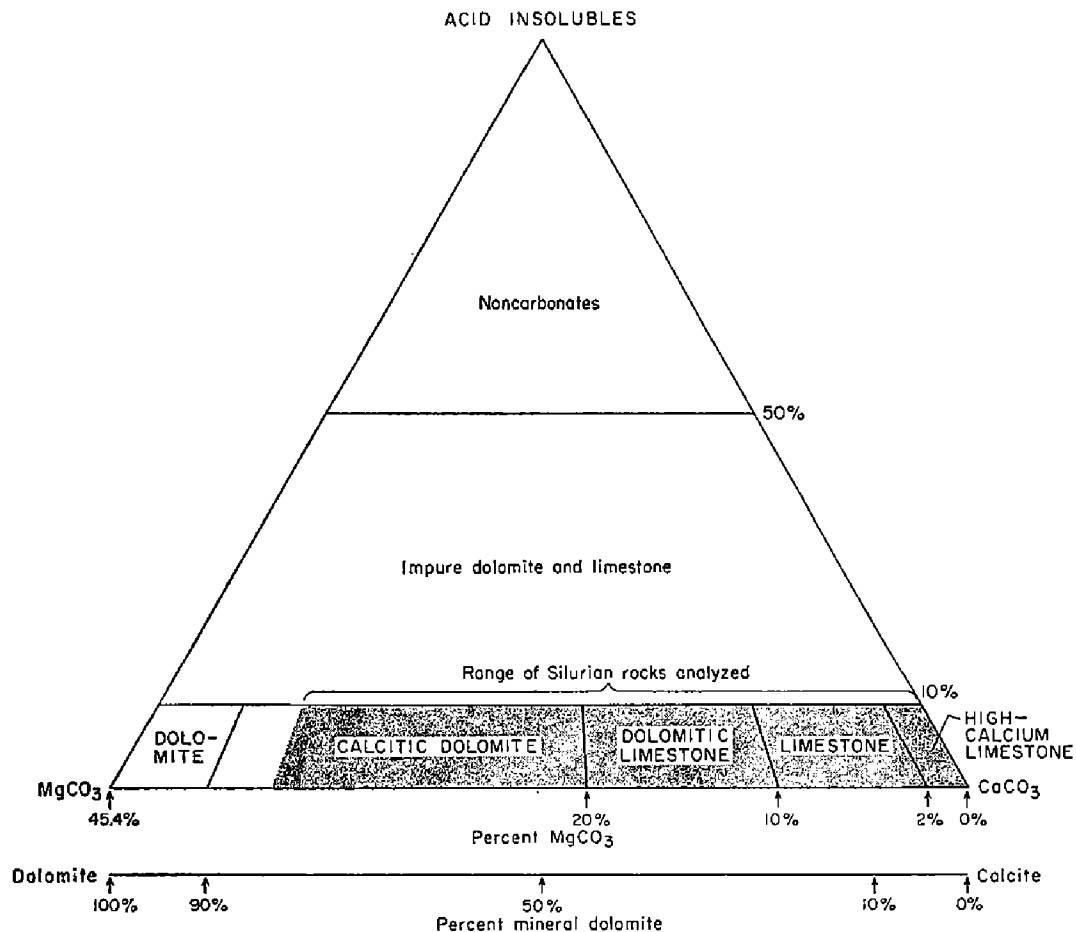 ACID INSOLUBLES
Noncarbonates
50%
Impure dolomite and limestone
Range of Silurian rocks analyzed
10%
DOLO-
MITE
CALCITIC DOLOMITE
DOLOMITIC
LIMESTONE
LIMESTONE
HIGH-
CALCIUM
LIMESTONE
MgCO3
CaCO3
45.4%
20%
10%
2%
0%
Percent MgCO3
Dolomite
Calcite
100%
90%
50%
10%
0%
Percent mineral dolomite